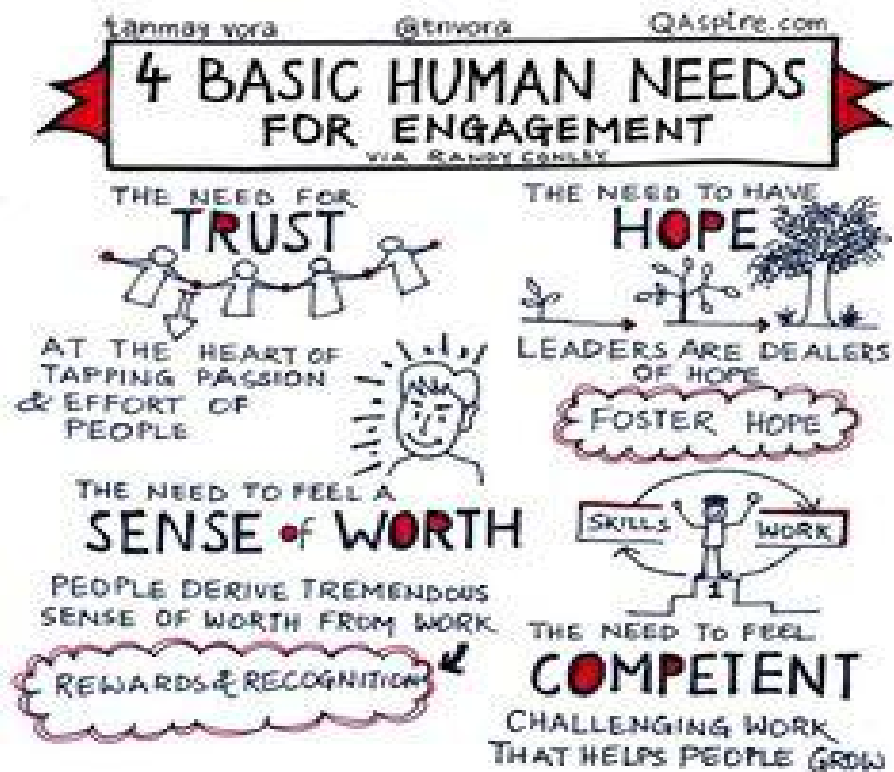 tanmay vora @tnvora QAspire.com
4 BASIC HUMAN NEEDS
FOR ENGAGEMENT
VIA RANDY CONLEY
THE NEED FOR
TRUST
AT THE HEART OF
TAPPING PASSION
& EFFORT OF
PEOPLE
THE NEED TO HAVE
HOPE
LEADERS ARE DEALERS
OF HOPE
FOSTER HOPE
THE NEED TO FEEL A
SENSE of WORTH
PEOPLE DERIVE TREMENDOUS
SENSE OF WORTH FROM WORK
REWARDS & RECOGNITION
SKILLS WORK
1
THE NEED TO FEEL
COMPETENT
CHALLENGING WORK
THAT HELPS PEOPLE GROW